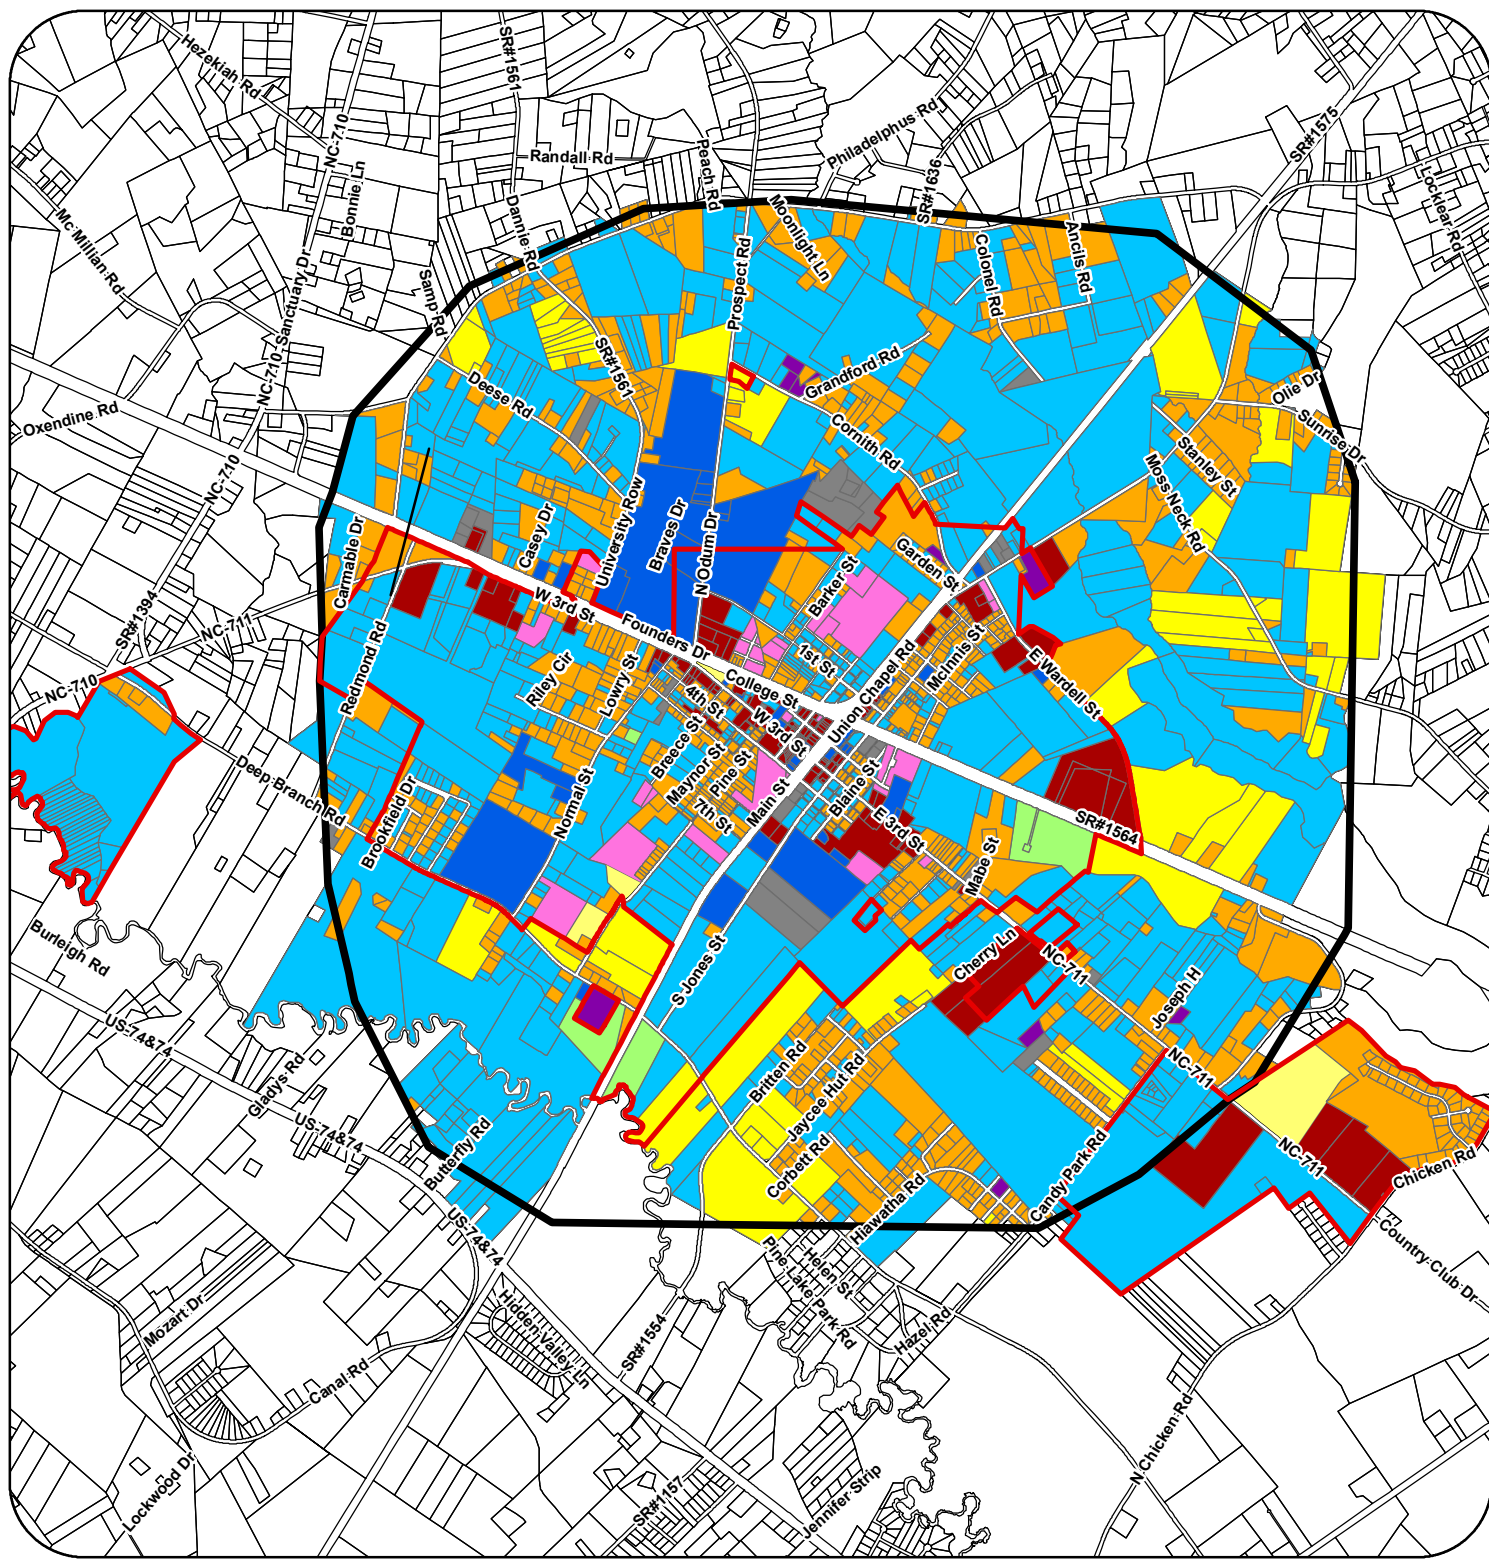 Hezekiah Rd
SR#1561
NC-710
Bonnie Ln
Randall Rd
Peach Rd
Philadelphus Rd
SR#1636
SR#1575
Locklear Rd
Mc Millian Rd
Dannie Rd
Moonlight Ln
Colonel Rd
Ancils Rd
NC-710 Sanctuary Dr
Samp Rd
Prospect Rd
SR#1561
Grandford Rd
Olie Dr
Sunrise Dr
Oxendine Rd
Deese Rd
Cornith Rd
Stanley St
Moss Neck Rd
NC-710
Carmable Dr
Casey Dr
University Row
Braves Dr
N Odum Dr
Garden St
Barker St
SR#1394
NC-711
W 3rd St
Founders Dr
1st St
McInnis St
E Wardell St
NC-710
Redmond Rd
Riley Cir
Lowry St
College St
Union Chapel Rd
4th St
W 3rd St
Breece St
Maynor St
Pine St
7th St
Main St
Blaine St
E 3rd St
SR#1564
Deep Branch Rd
Brookfield Dr
Normal St
Mabe St
Burleigh Rd
S Jones St
Cherry Ln
NC-711
Joseph H
US-74&74
Gladys Rd
US-74&74
Butterfly Rd
US-74&74
Britten Rd
Jaycee Hut Rd
Corbett Rd
Hiawatha Rd
Candy Park Rd
NC-711
NC-711
Chicken Rd
Country Club Dr
Pine Lake Park Rd
Helen St
Hazel Rd
Mozart Dr
Canal Rd
Hidden Valley Ln
SR#1554
N Chicken Rd
Lockwood Dr
SR#1157
Jennifer Strip